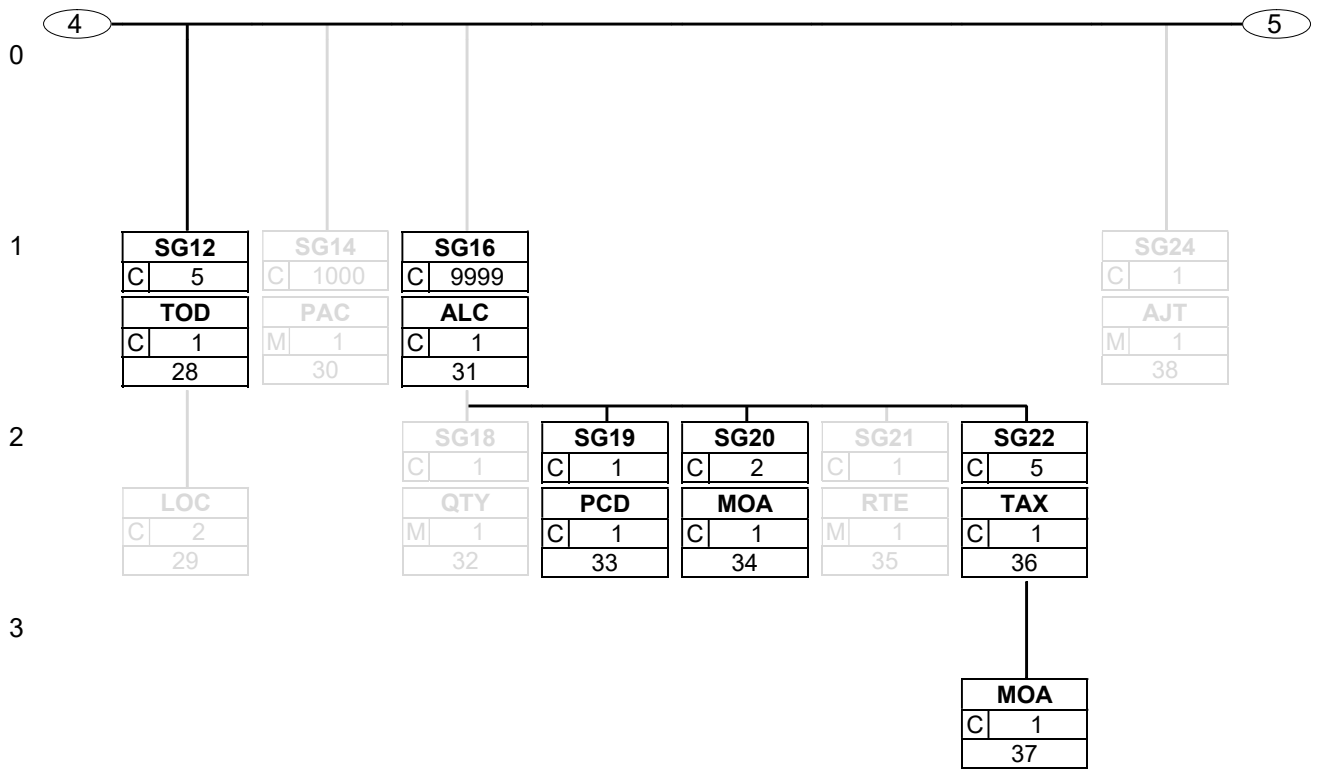 4 5
0
1 SG12 SG14 SG16 SG24
C 5 C 1000 C 9999 C 1
TOD PAC ALC AJT
C 1 M 1 C 1 M 1
28 30 31 38
2 SG18 SG19 SG20 SG21 SG22
C 1 C 1 C 2 C 1 C 5
LOC QTY PCD MOA RTE TAX
C 2 M 1 C 1 C 1 M 1 C 1
29 32 33 34 35 36
3
MOA
C 1
37